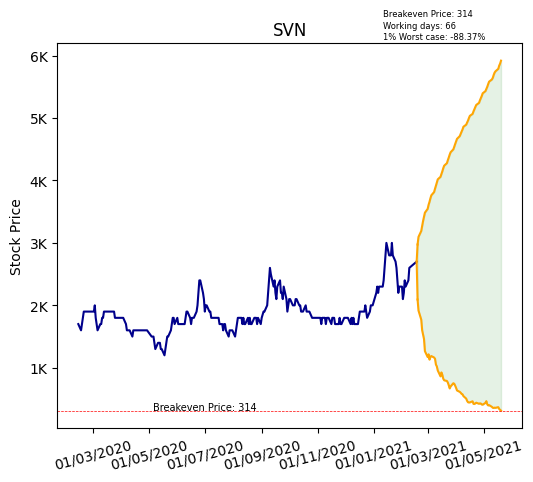 Breakeven Price: 314
Working days: 66
1% Worst case: -88.37%
SVN
6K
5K
4K
3K
2K
1K
Stock Price
Breakeven Price: 314
01/03/2020
01/05/2020
01/07/2020
01/09/2020
01/11/2020
01/01/2021
01/03/2021
01/05/2021